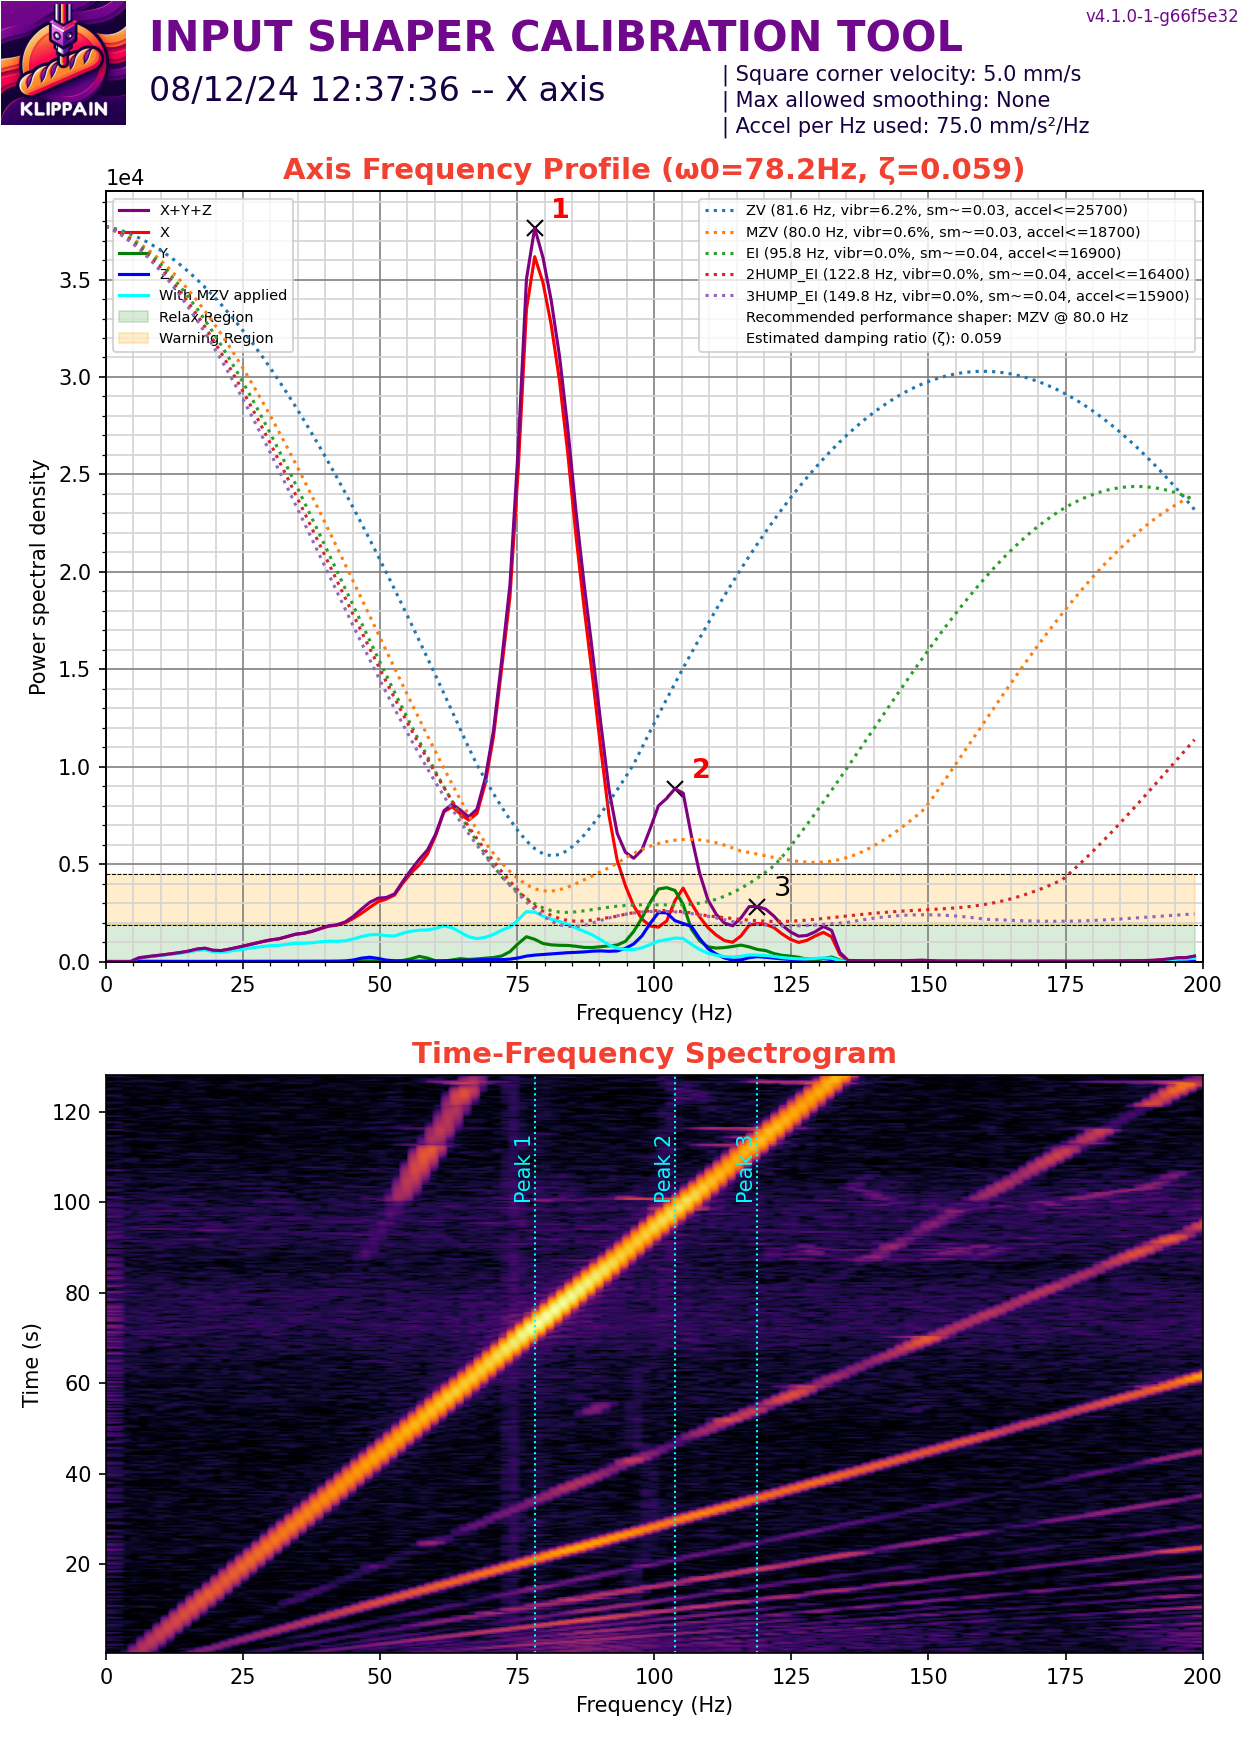 v4.1.0-1-g66f5e32
INPUT SHAPER CALIBRATION TOOL
08/12/24 12:37:36 -- X axis
| Square corner velocity: 5.0 mm/s
| Max allowed smoothing: None
| Accel per Hz used: 75.0 mm/s²/Hz
KLIPPAIN
Axis Frequency Profile (ω0=78.2Hz, ζ=0.059)
1e4
X+Y+Z
X
Y
Z
With MZV applied
Relax Region
Warning Region
ZV (81.6 Hz, vibr=6.2%, sm~=0.03, accel<=25700)
MZV (80.0 Hz, vibr=0.6%, sm~=0.03, accel<=18700)
EI (95.8 Hz, vibr=0.0%, sm~=0.04, accel<=16900)
2HUMP_EI (122.8 Hz, vibr=0.0%, sm~=0.04, accel<=16400)
3HUMP_EI (149.8 Hz, vibr=0.0%, sm~=0.04, accel<=15900)
Recommended performance shaper: MZV @ 80.0 Hz
Estimated damping ratio (ζ): 0.059
1
2
3
Power spectral density
3.5
3.0
2.5
2.0
1.5
1.0
0.5
0.0
0 25 50 75 100 125 150 175 200
Frequency (Hz)
Time-Frequency Spectrogram
Peak 1
Peak 2
Peak 3
Time (s)
120
100
80
60
40
20
0 25 50 75 100 125 150 175 200
Frequency (Hz)